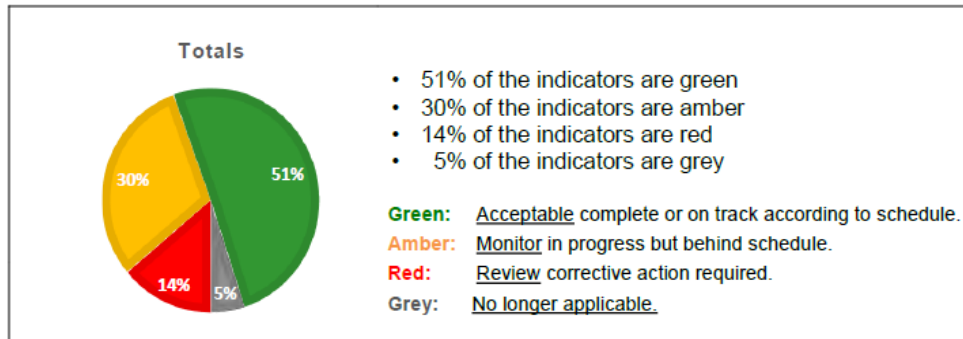 Totals
30%
51%
14%
5%
• 51% of the indicators are green
• 30% of the indicators are amber
• 14% of the indicators are red
• 5% of the indicators are grey
Green: Acceptable complete or on track according to schedule.
Amber: Monitor in progress but behind schedule.
Red: Review corrective action required.
Grey: No longer applicable.